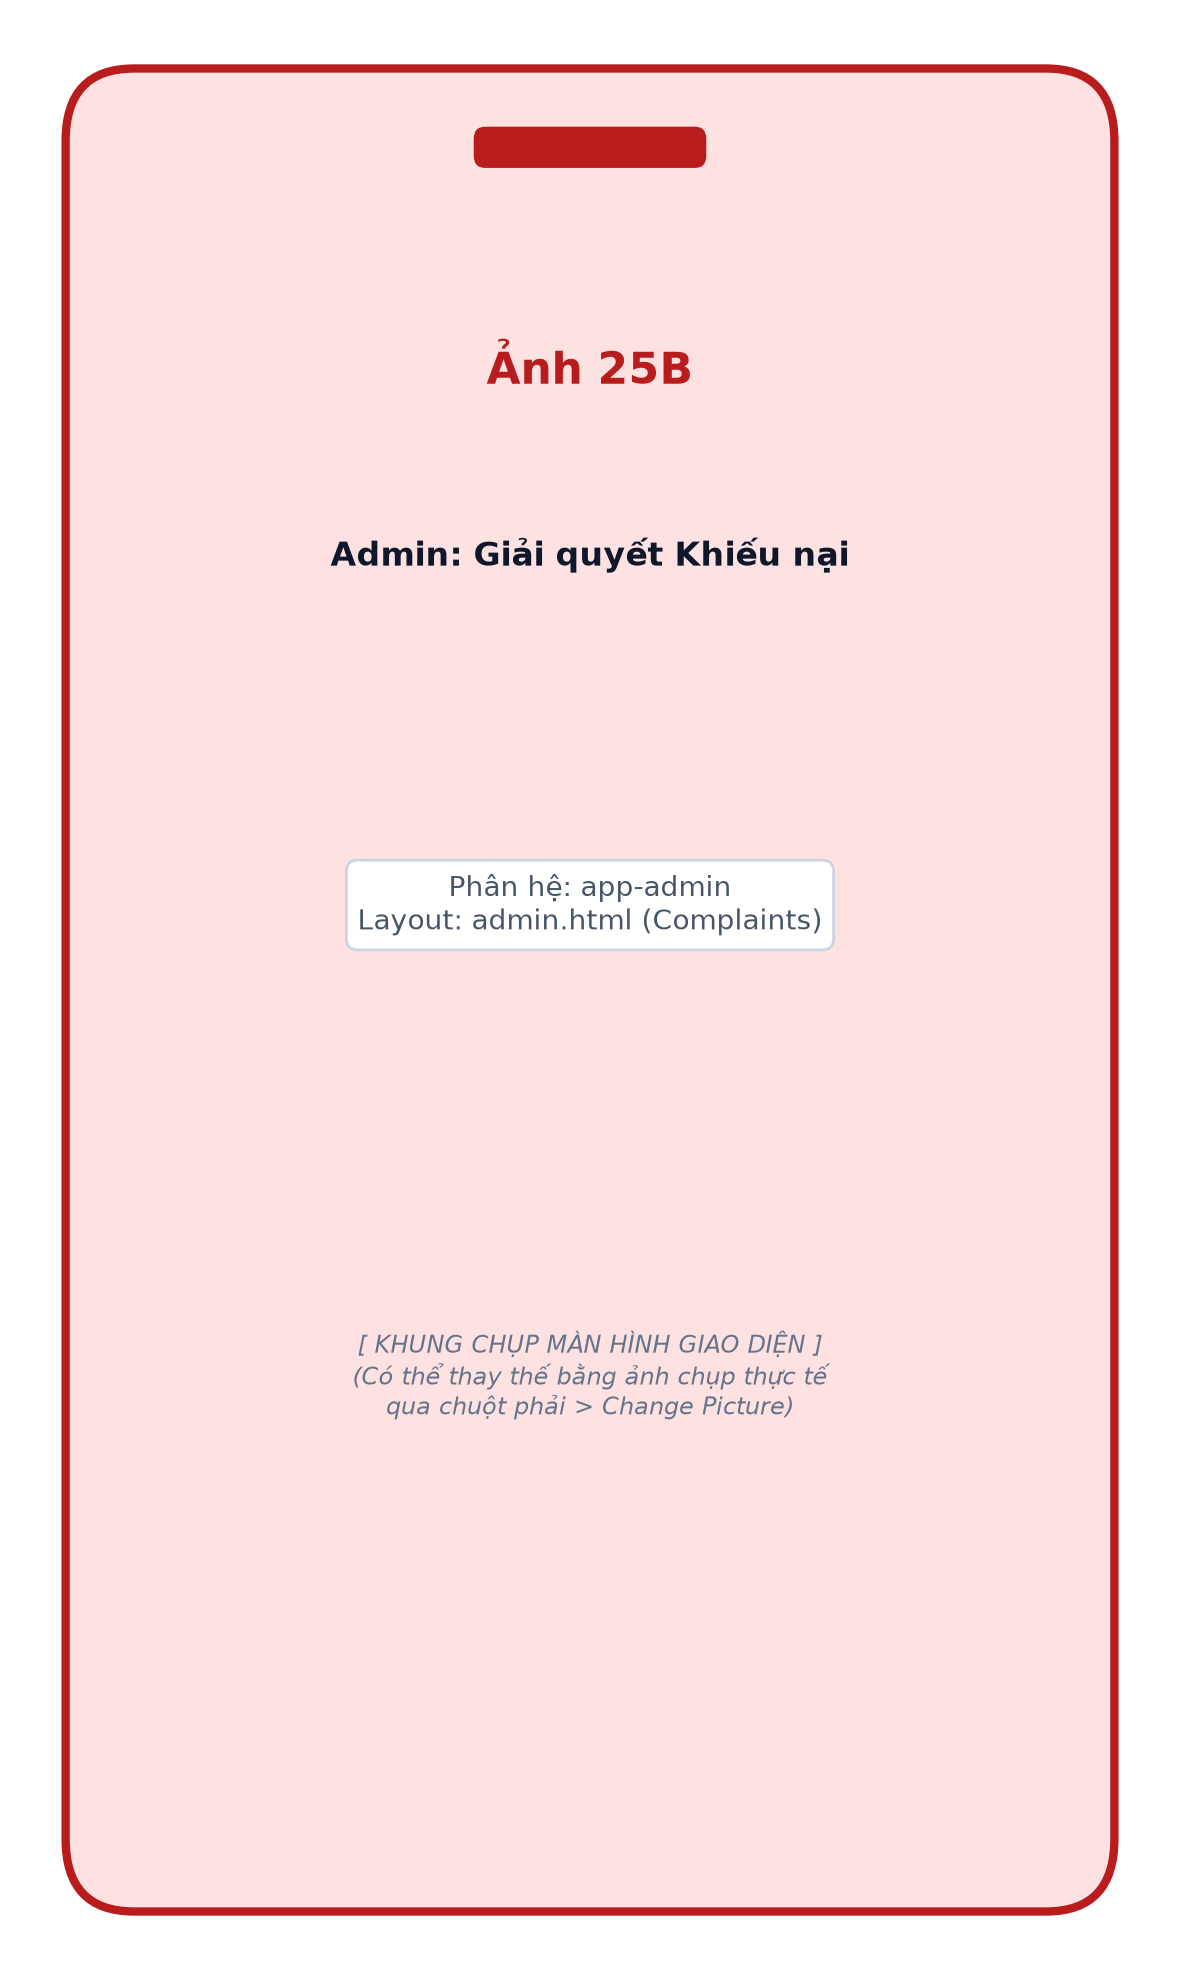 Ảnh 25B
Admin: Giải quyết Khiếu nại
Phân hệ: app-admin
Layout: admin.html (Complaints)
[ KHUNG CHỤP MÀN HÌNH GIAO DIỆN ]
(Có thể thay thế bằng ảnh chụp thực tế
qua chuột phải > Change Picture)